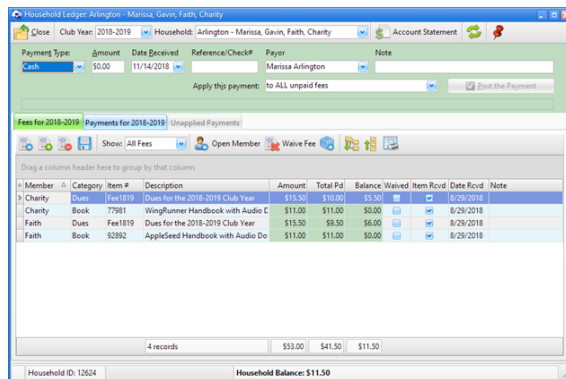 Household Ledger: Arlington - Marissa, Gavin, Faith, Charity
Close Club Year: 2018-2019 Household: Arlington - Marissa, Gavin, Faith, Charity Account Statement
Payment Type: Amount Date Received Reference/Check# Payor Note
Cash $0.00 11/14/2018 Marissa Arlington
Apply this payment: to ALL unpaid fees Post the Payment
Fees for 2018-2019 Payments for 2018-2019 Unapplied Payments
Show: All Fees Open Member Waive Fee
Drag a column header here to group by that column
Member Category Item # Description Amount Total Pd Balance Waived Item Rcvd Date Rcvd Note
Charity Dues Fee1819 Dues for the 2018-2019 Club Year $15.50 $10.00 $5.50 8/29/2018
Charity Book 77981 WingRunner Handbook with Audio D $11.00 $11.00 $0.00 8/29/2018
Faith Dues Fee1819 Dues for the 2018-2019 Club Year $15.50 $9.50 $6.00 8/29/2018
Faith Book 92892 AppleSeed Handbook with Audio Do $11.00 $11.00 $0.00 8/29/2018
4 records $53.00 $41.50 $11.50
Household ID: 12624 Household Balance: $11.50